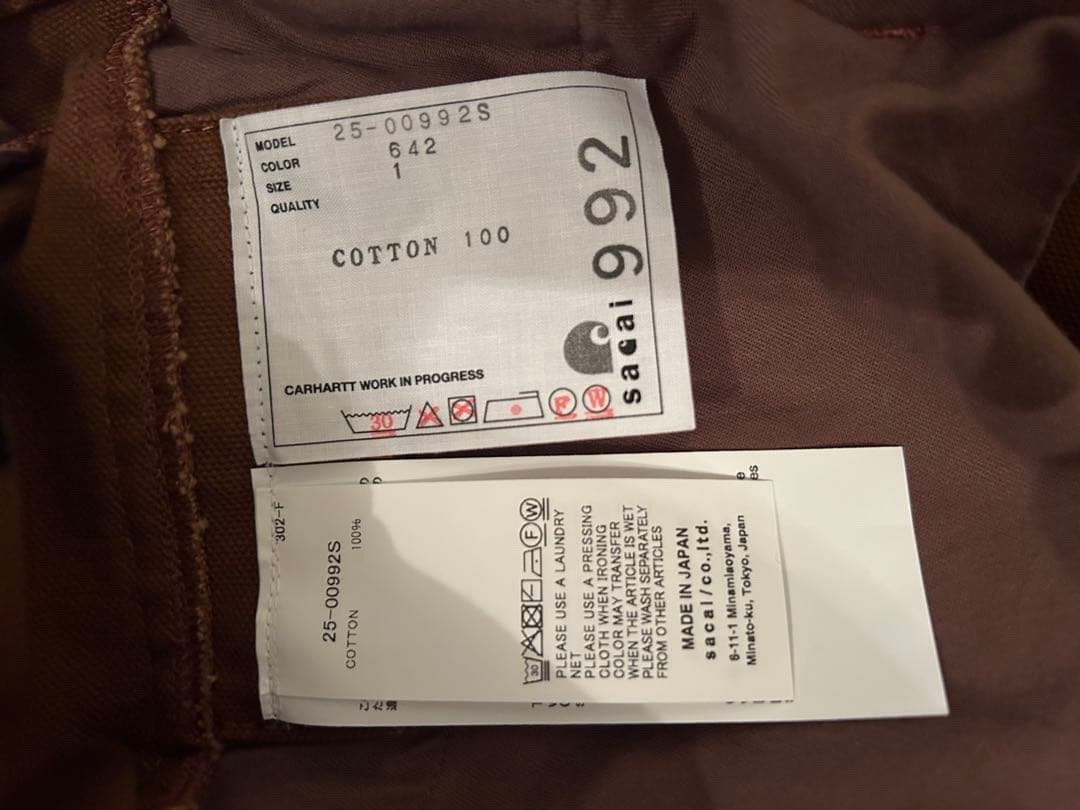 MODEL 25-00992S
COLOR 642
SIZE 1
QUALITY
COTTON 100
CARHARTT WORK IN PROGRESS
30 F W
sacai 992
302-F
25-00992S
COTTON 100%
30 F W
PLEASE USE A LAUNDRY
NET
PLEASE USE A PRESSING
CLOTH WHEN IRONING
COLOR MAY TRANSFER
WHEN THE ARTICLE IS WET
PLEASE WASH SEPARATELY
FROM OTHER ARTICLES
MADE IN JAPAN
sacai/co.,ltd.
6-11-1 Minamiaoyama,
Minato-ku, Tokyo, Japan